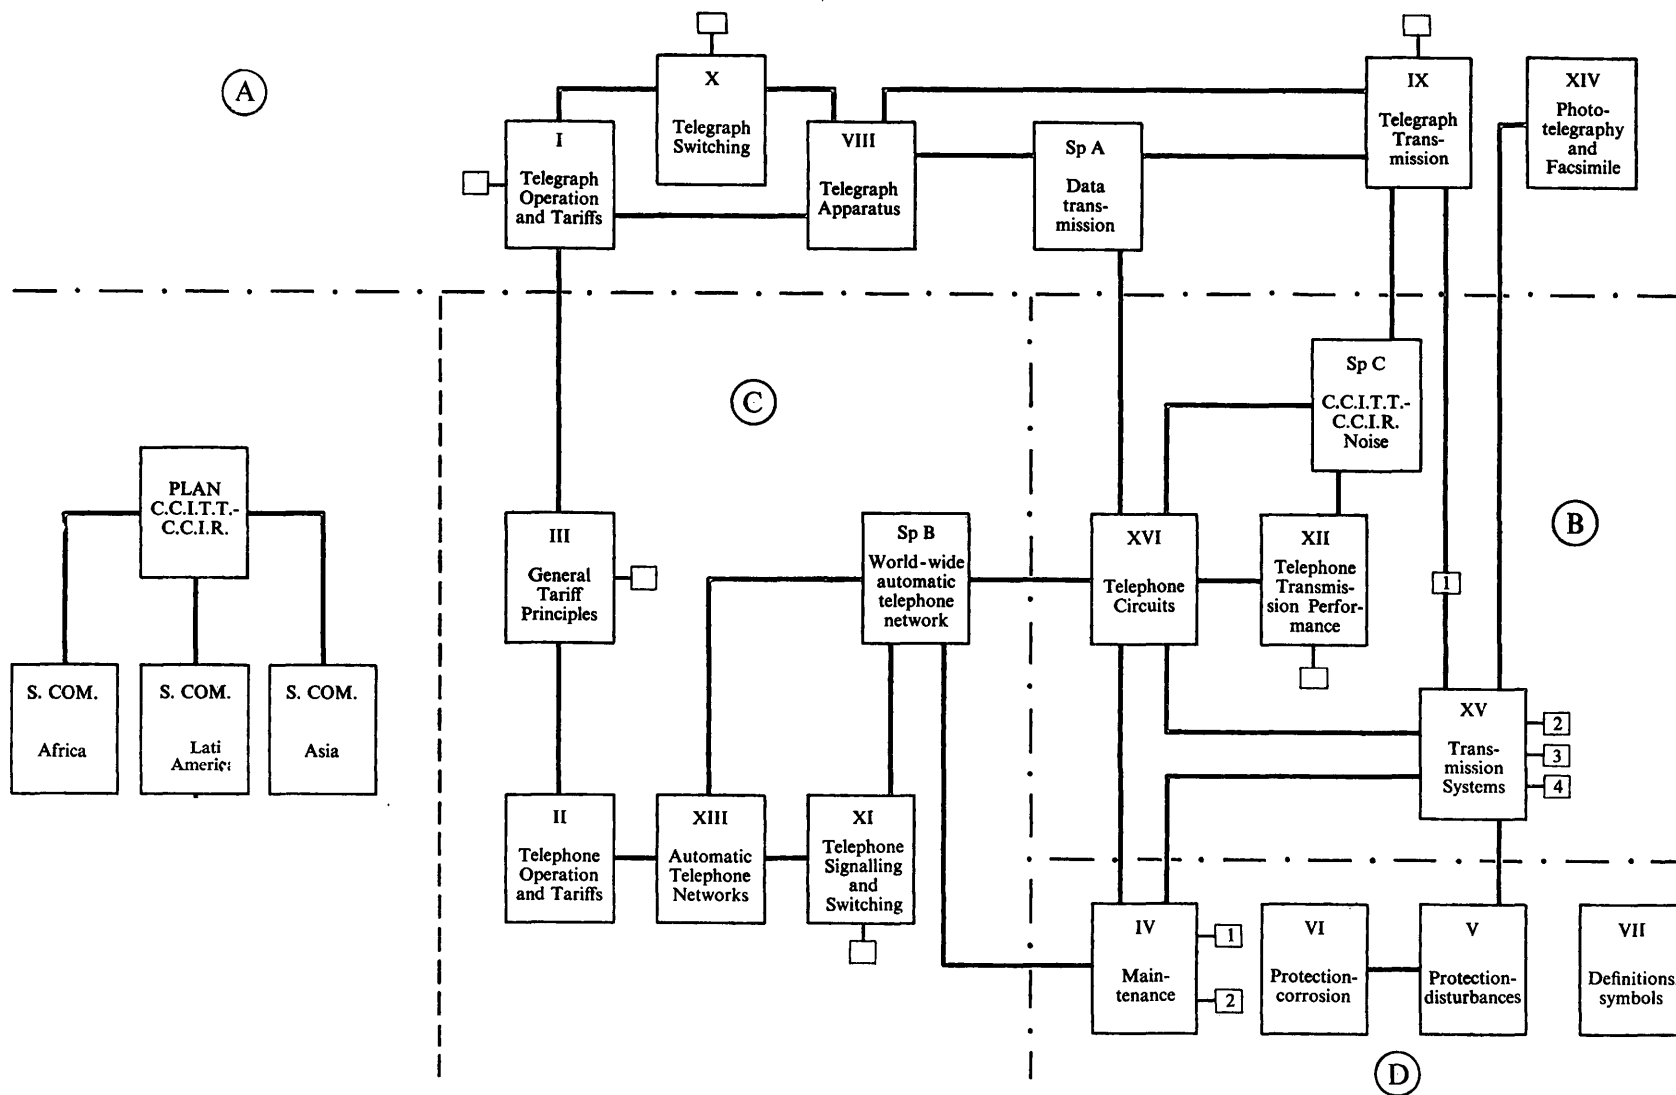 A
X
Telegraph
Switching
I
Telegraph
Operation
and Tariffs
VIII
Telegraph
Apparatus
Sp A
Data
trans-
mission
IX
Telegraph
Trans-
mission
XIV
Photo-
telegraphy
and
Facsimile
PLAN
C.C.I.T.T.-
C.C.I.R.
S. COM.
Africa
S. COM.
Lati
America
S. COM.
Asia
C
III
General
Tariff
Principles
Sp B
World-wide
automatic
telephone
network
II
Telephone
Operation
and Tariffs
XIII
Automatic
Telephone
Networks
XI
Telephone
Signalling
and
Switching
Sp C
C.C.I.T.T.-
C.C.I.R.
Noise
B
XVI
Telephone
Circuits
XII
Telephone
Transmis-
sion Perfor-
mance
1
XV
Trans-
mission
Systems
2
3
4
IV
Main-
tenance
1
2
VI
Protection-
corrosion
V
Protection-
disturbances
VII
Definitions
symbols
D